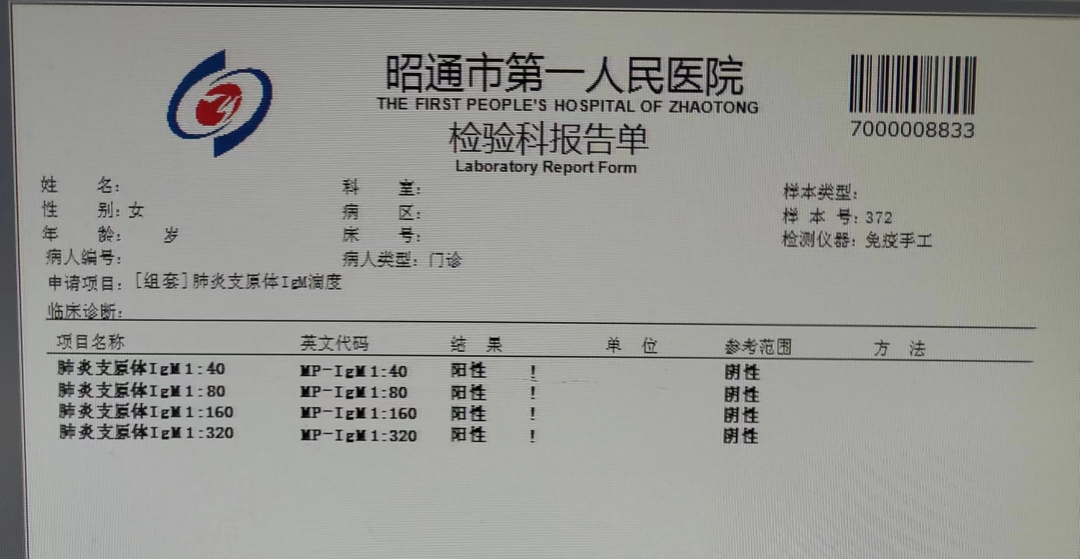 昭通市第一人民医院
THE FIRST PEOPLE'S HOSPITAL OF ZHAOTONG
检验科报告单
Laboratory Report Form
7000008833
姓 名: 科 室: 样本类型:
性 别: 女 病 区: 样 本 号: 372
年 龄: 岁 床 号: 检测仪器: 免疫手工
病人编号: 病人类型: 门诊
申请项目: [组套]肺炎支原体IgM滴度
临床诊断:
项目名称 英文代码 结 果 单 位 参考范围 方 法
肺炎支原体IgM 1:40 MP-IgM 1:40 阳性 ! 阴性
肺炎支原体IgM 1:80 MP-IgM 1:80 阳性 ! 阴性
肺炎支原体IgM 1:160 MP-IgM 1:160 阳性 ! 阴性
肺炎支原体IgM 1:320 MP-IgM 1:320 阳性 ! 阴性